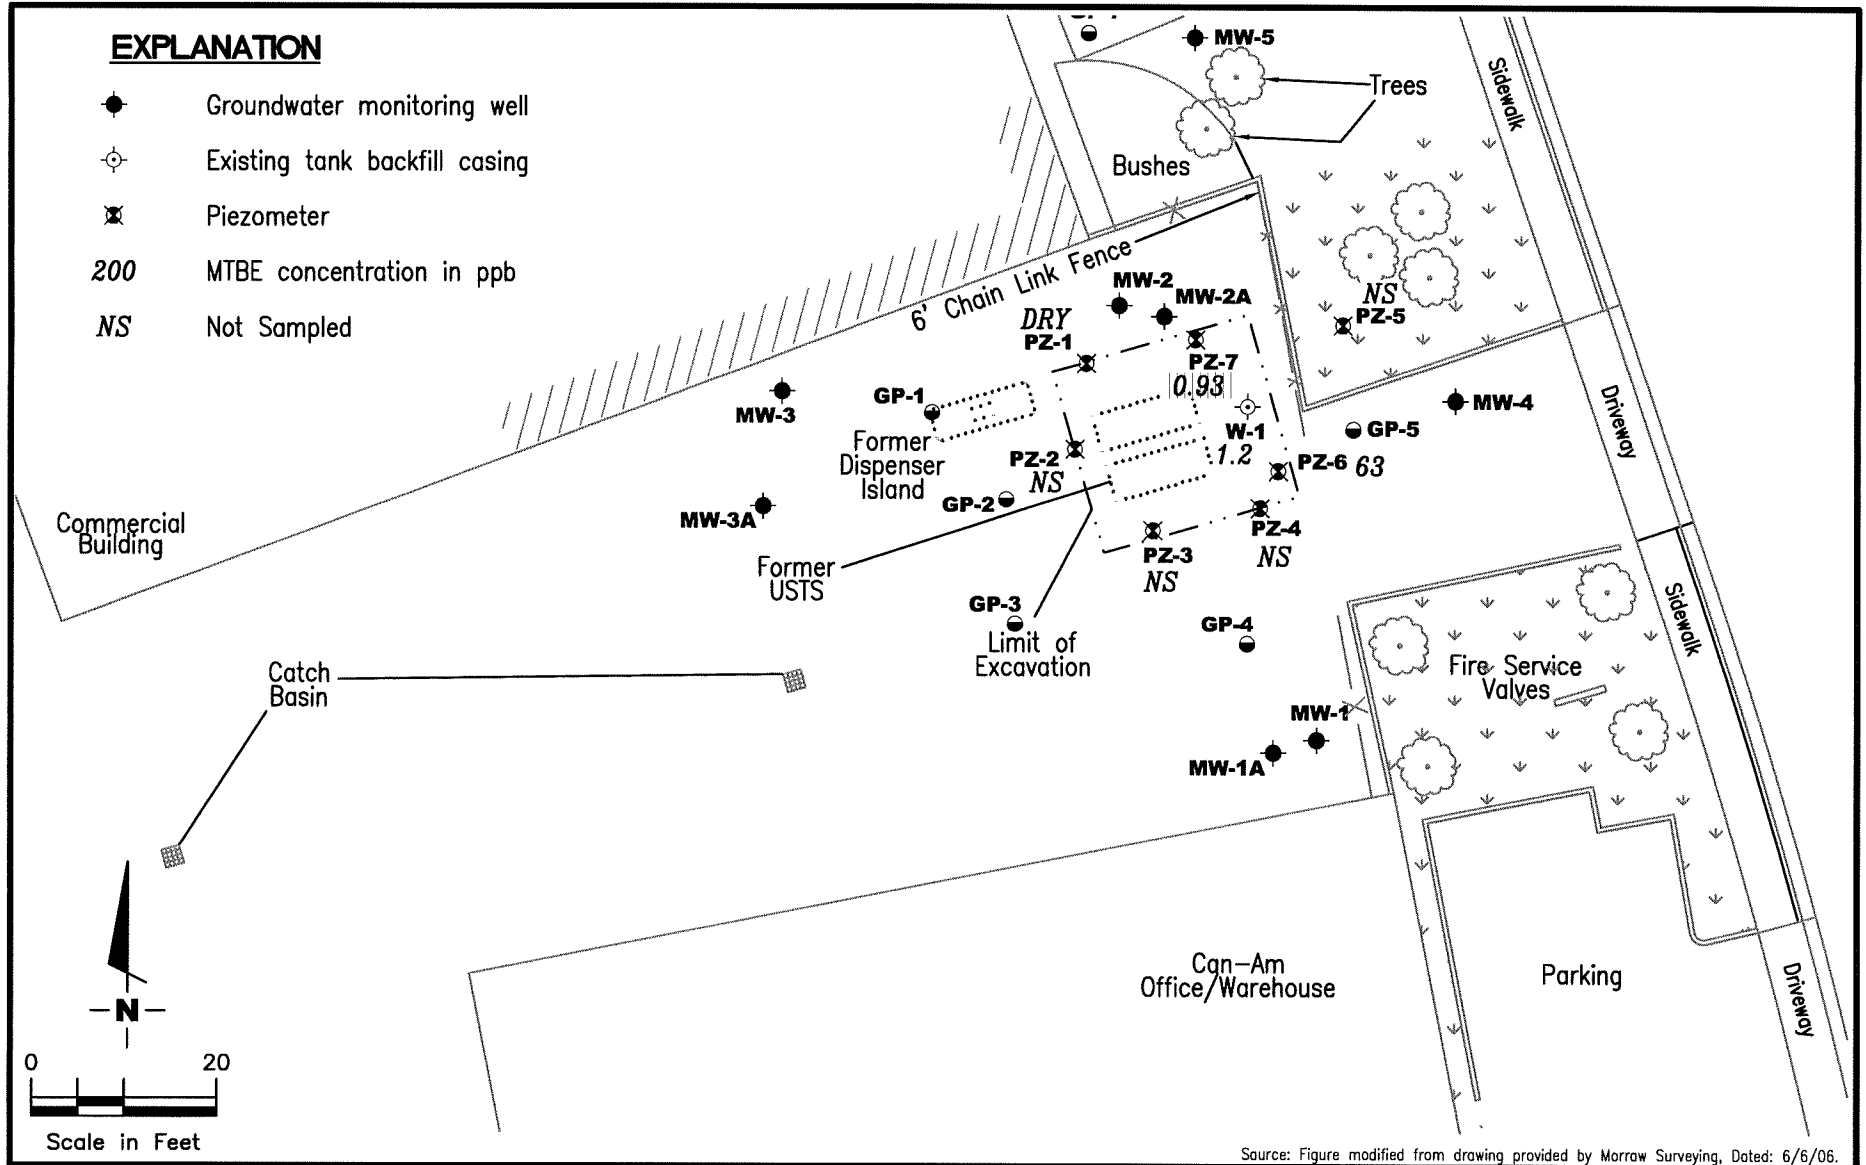 EXPLANATION
Groundwater monitoring well
Existing tank backfill casing
Piezometer
200 MTBE concentration in ppb
NS Not Sampled
MW-5
Trees
Sidewalk
Bushes
6' Chain Link Fence
MW-2
MW-2A
DRY
PZ-1
NS
PZ-5
PZ-7
0.93
GP-1
MW-3
MW-4
Driveway
Former
Dispenser
Island
W-1
1.2
GP-5
PZ-2
NS
PZ-6 63
GP-2
MW-3A
Commercial
Building
PZ-4
NS
PZ-3
NS
Former
USTS
GP-3
Limit of
Excavation
GP-4
Sidewalk
Fire Service
Valves
Catch
Basin
MW-1
MW-1A
Can-Am
Office/Warehouse
Parking
Driveway
N
0 20
Scale in Feet
Source: Figure modified from drawing provided by Morraw Surveying, Dated: 6/6/06.